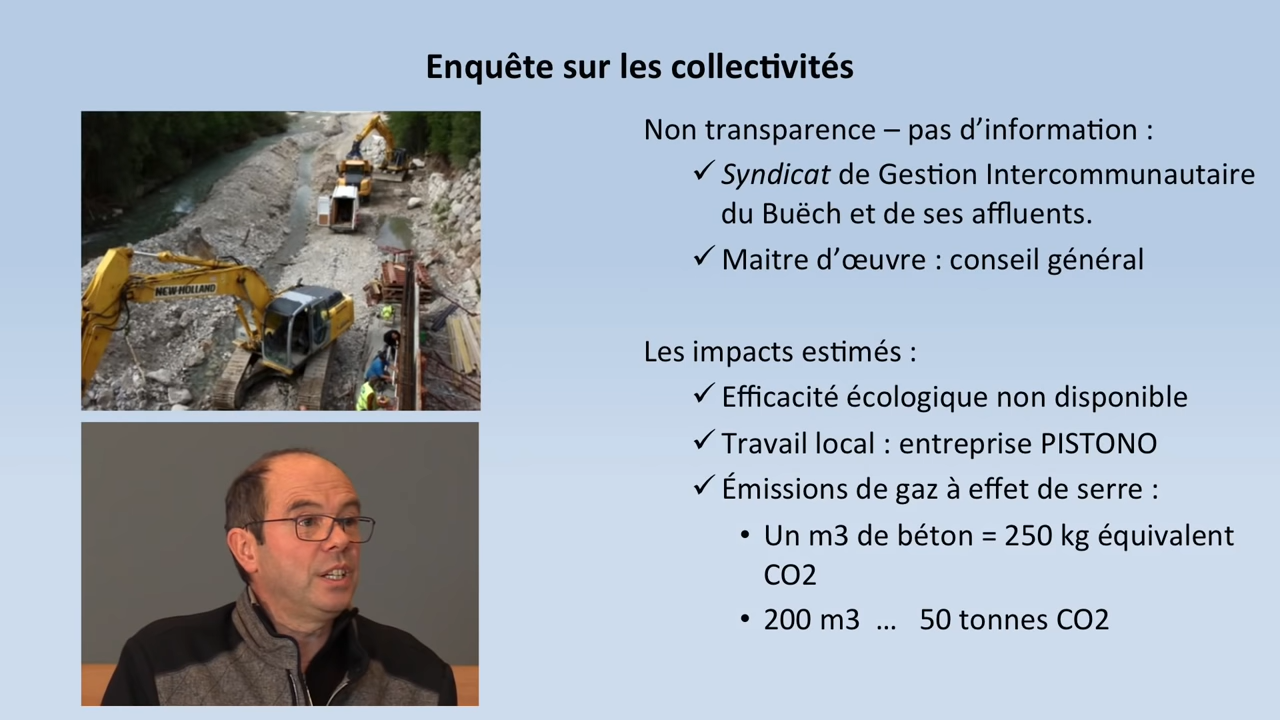 Enquête sur les collectivités
NEW HOLLAND
Non transparence – pas d’information :
✓ Syndicat de Gestion Intercommunautaire
du Buëch et de ses affluents.
✓ Maitre d’œuvre : conseil général
Les impacts estimés :
✓ Efficacité écologique non disponible
✓ Travail local : entreprise PISTONO
✓ Émissions de gaz à effet de serre :
• Un m3 de béton = 250 kg équivalent
CO2
• 200 m3 … 50 tonnes CO2